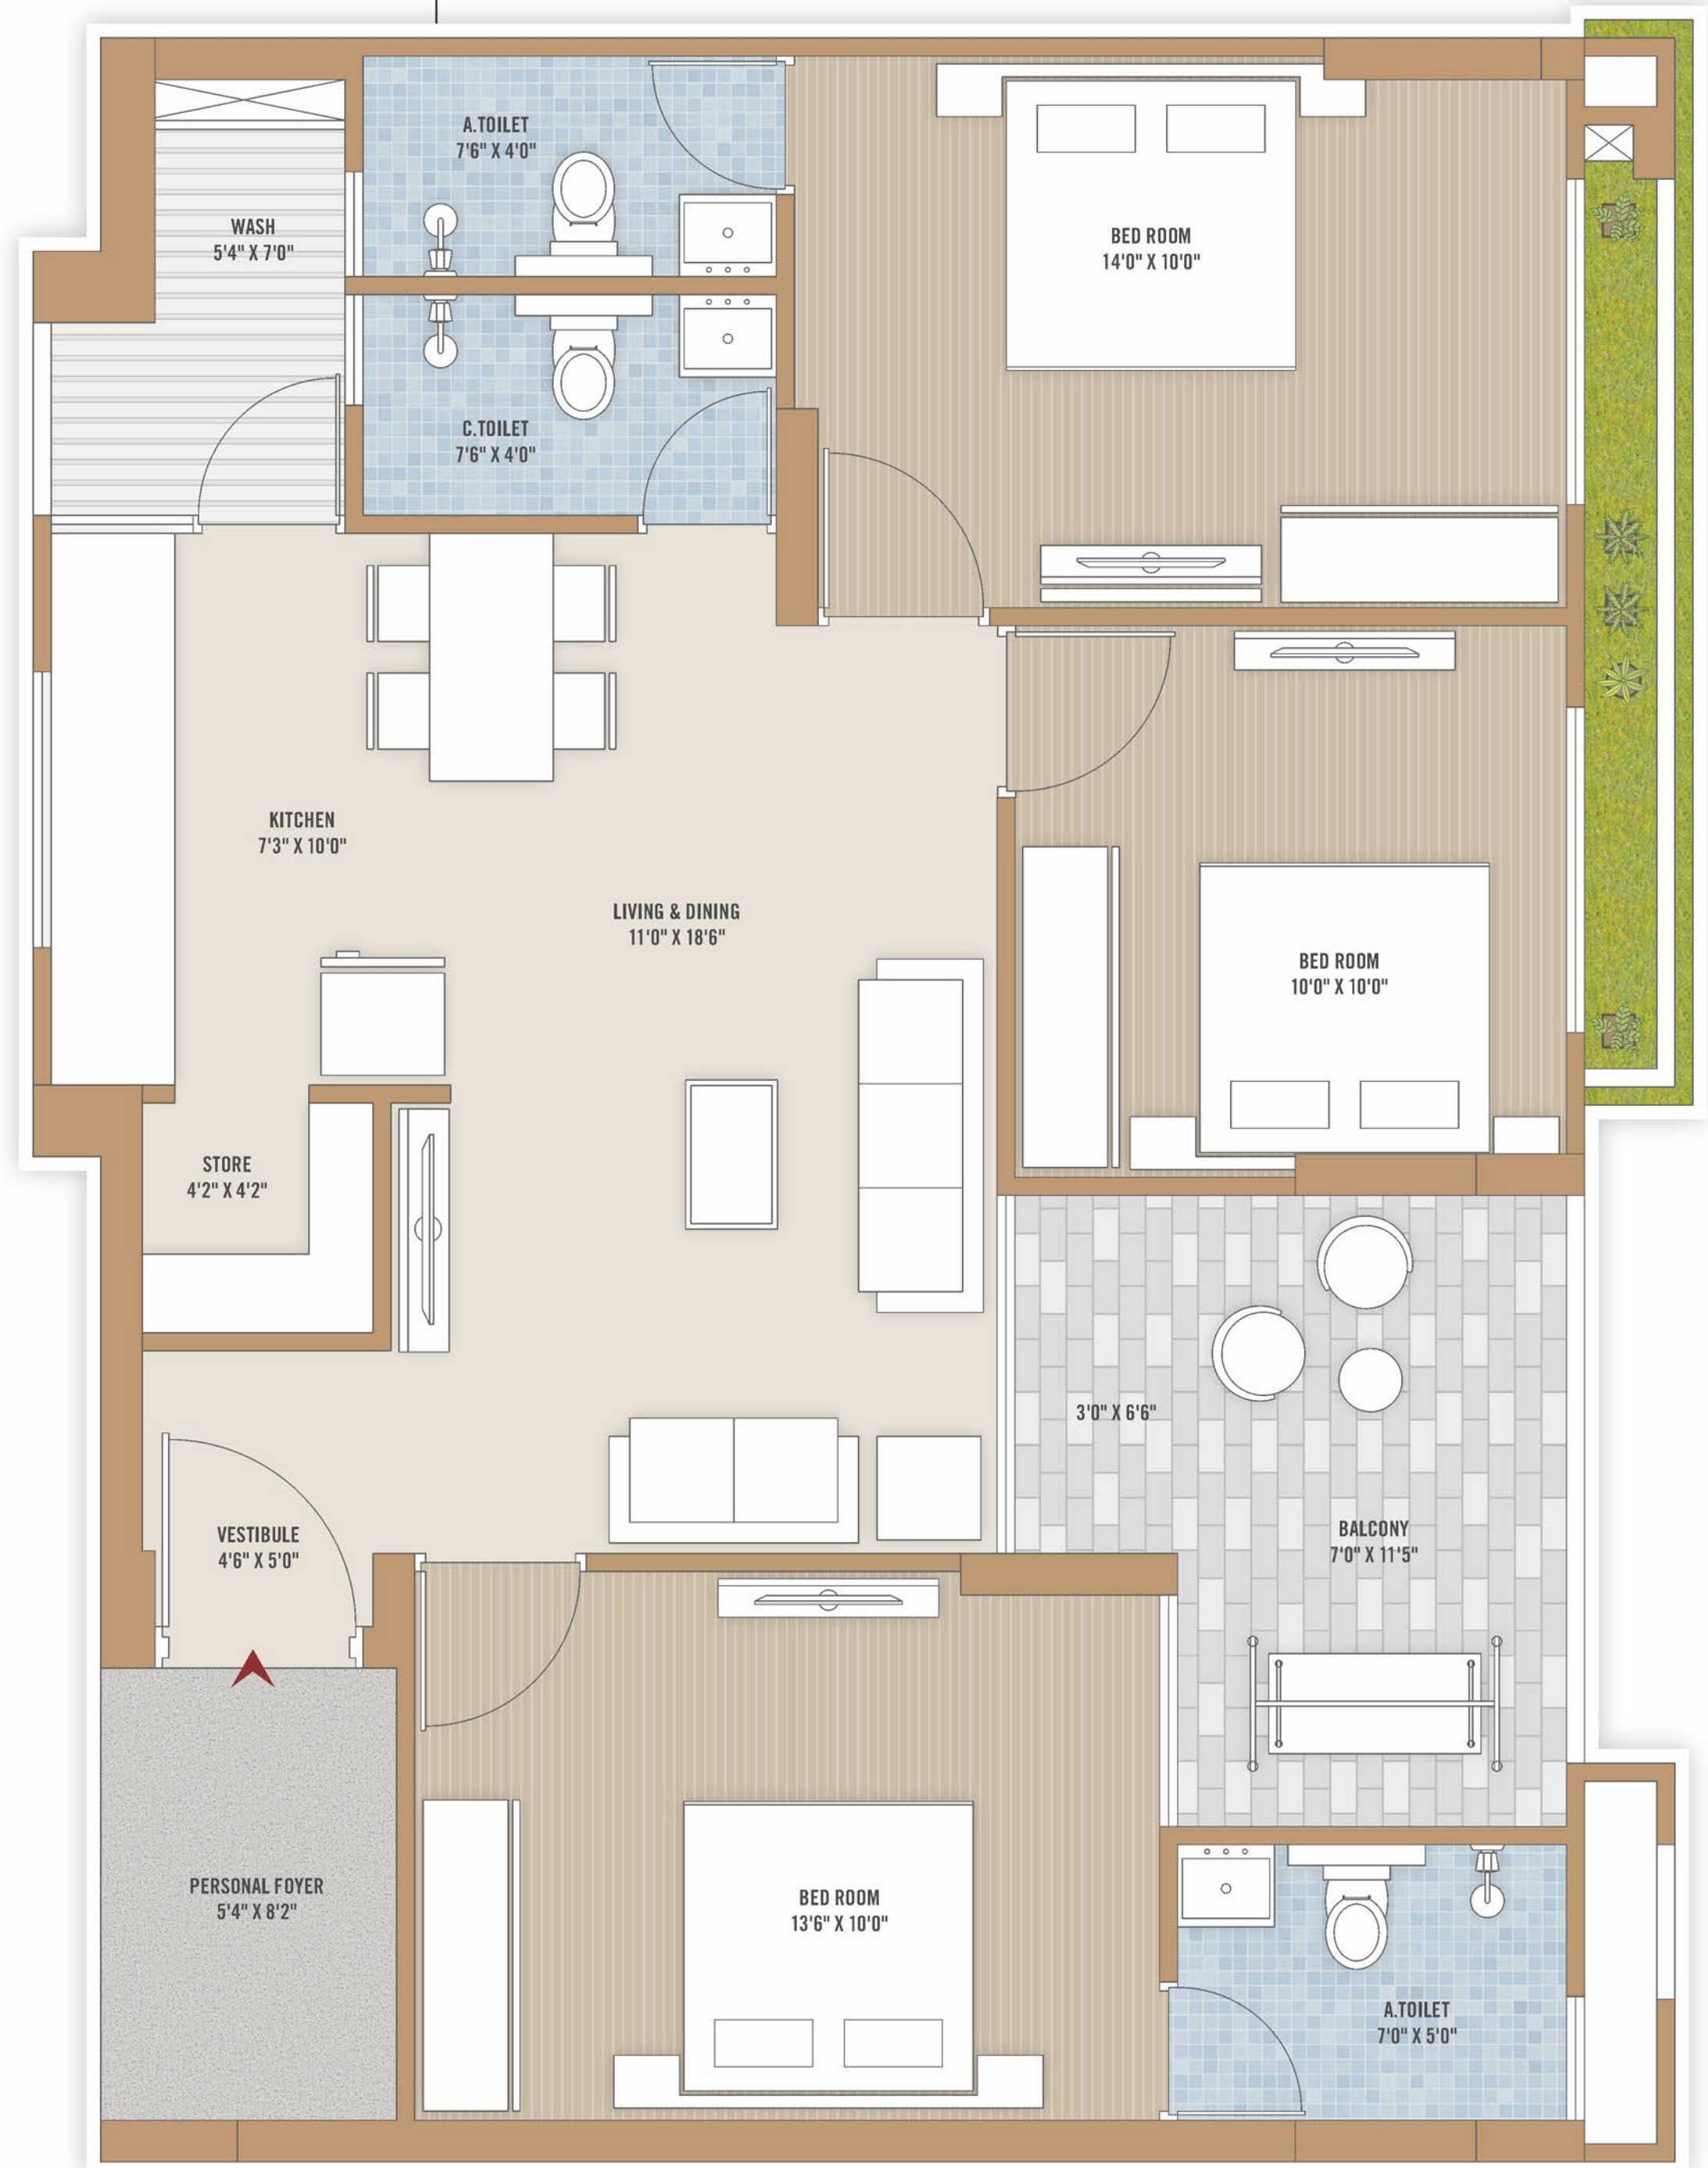 A.TOILET
7'6" X 4'0"
WASH
5'4" X 7'0"
BED ROOM
14'0" X 10'0"
C.TOILET
7'6" X 4'0"
KITCHEN
7'3" X 10'0"
LIVING & DINING
11'0" X 18'6"
BED ROOM
10'0" X 10'0"
STORE
4'2" X 4'2"
3'0" X 6'6"
VESTIBULE
4'6" X 5'0"
BALCONY
7'0" X 11'5"
PERSONAL FOYER
5'4" X 8'2"
BED ROOM
13'6" X 10'0"
A.TOILET
7'0" X 5'0"